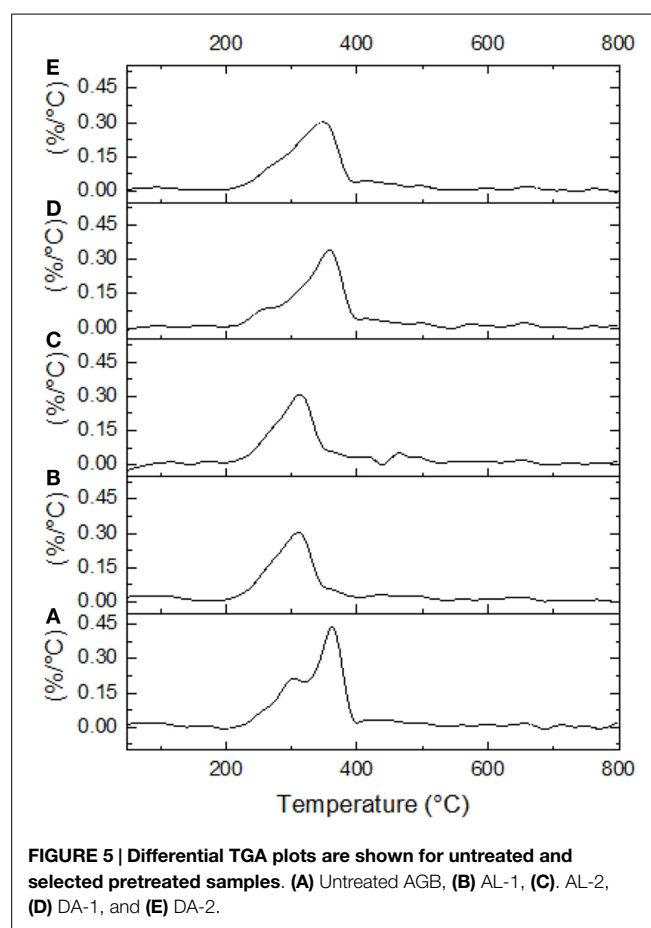 200 400 600 800
E
(%/°C)
0.45
0.30
0.15
0.00
D
(%/°C)
0.45
0.30
0.15
0.00
C
(%/°C)
0.45
0.30
0.15
0.00
B
(%/°C)
0.45
0.30
0.15
0.00
A
(%/°C)
0.45
0.30
0.15
0.00
200 400 600 800
Temperature (°C)
FIGURE 5 | Differential TGA plots are shown for untreated and
selected pretreated samples. (A) Untreated AGB, (B) AL-1, (C). AL-2,
(D) DA-1, and (E) DA-2.